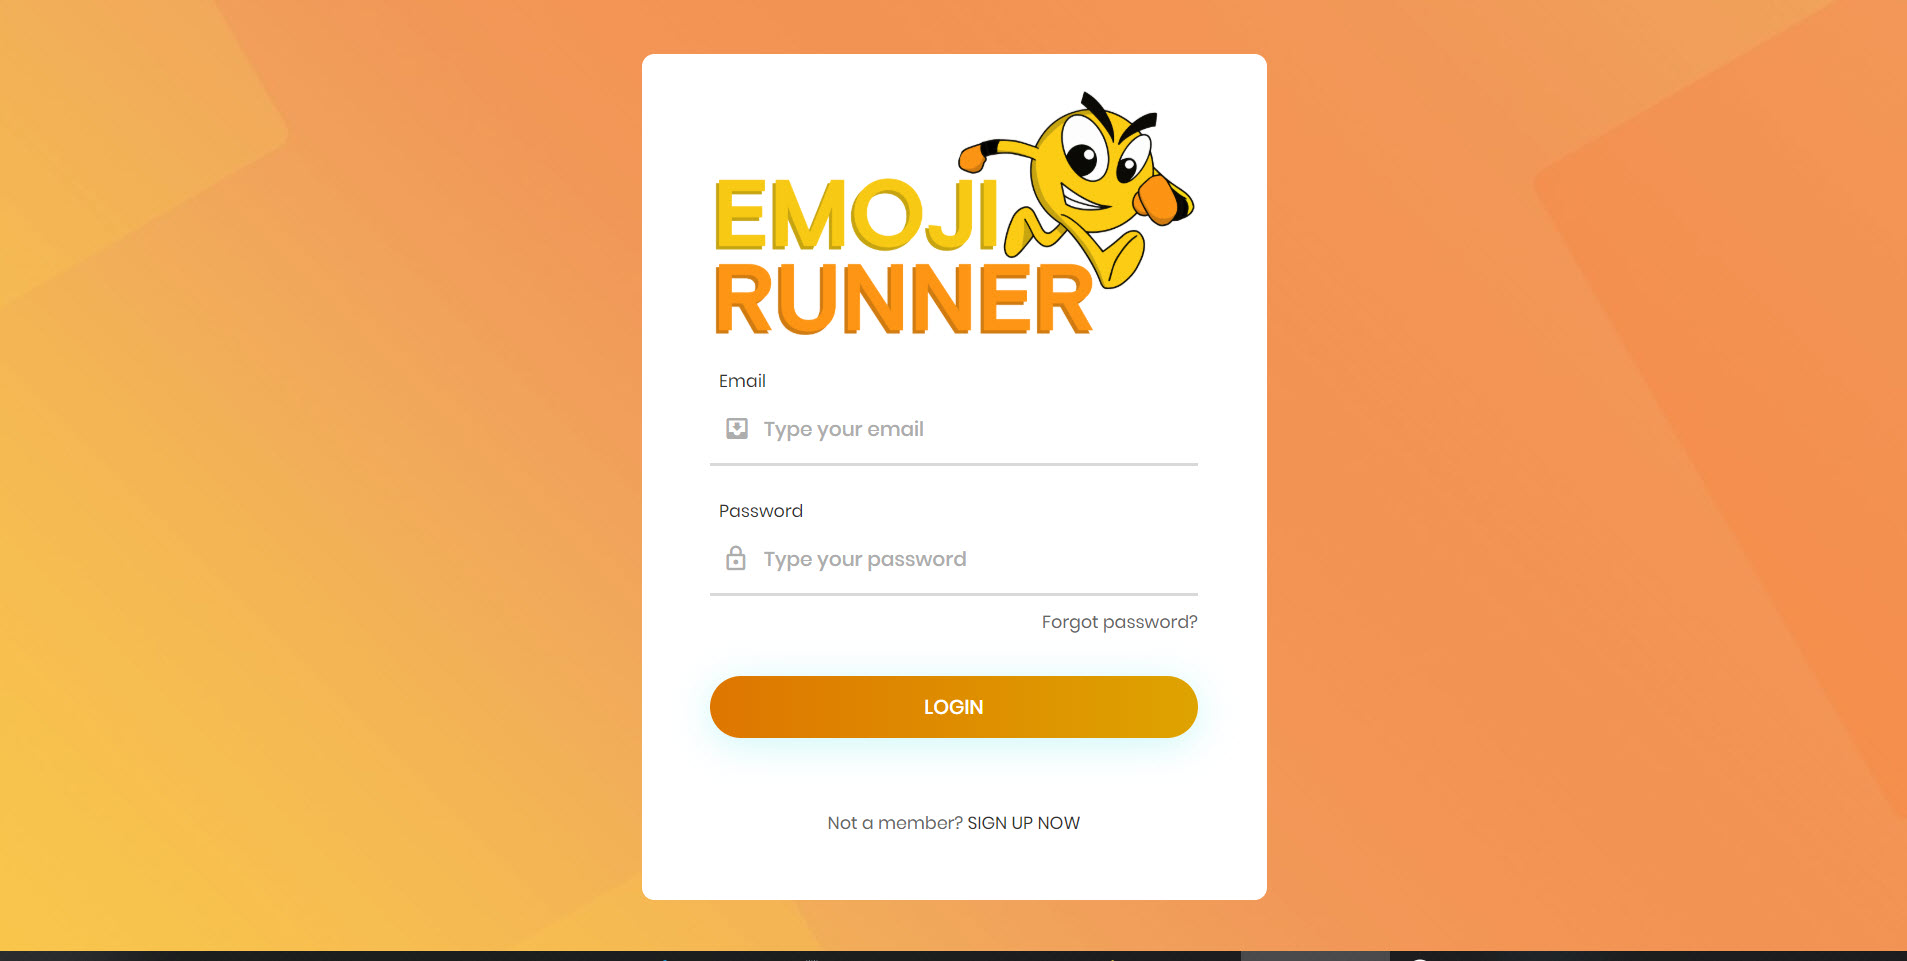 EMOJI
RUNNER
Email
Type your email
Password
Type your password
Forgot password?
LOGIN
Not a member? SIGN UP NOW